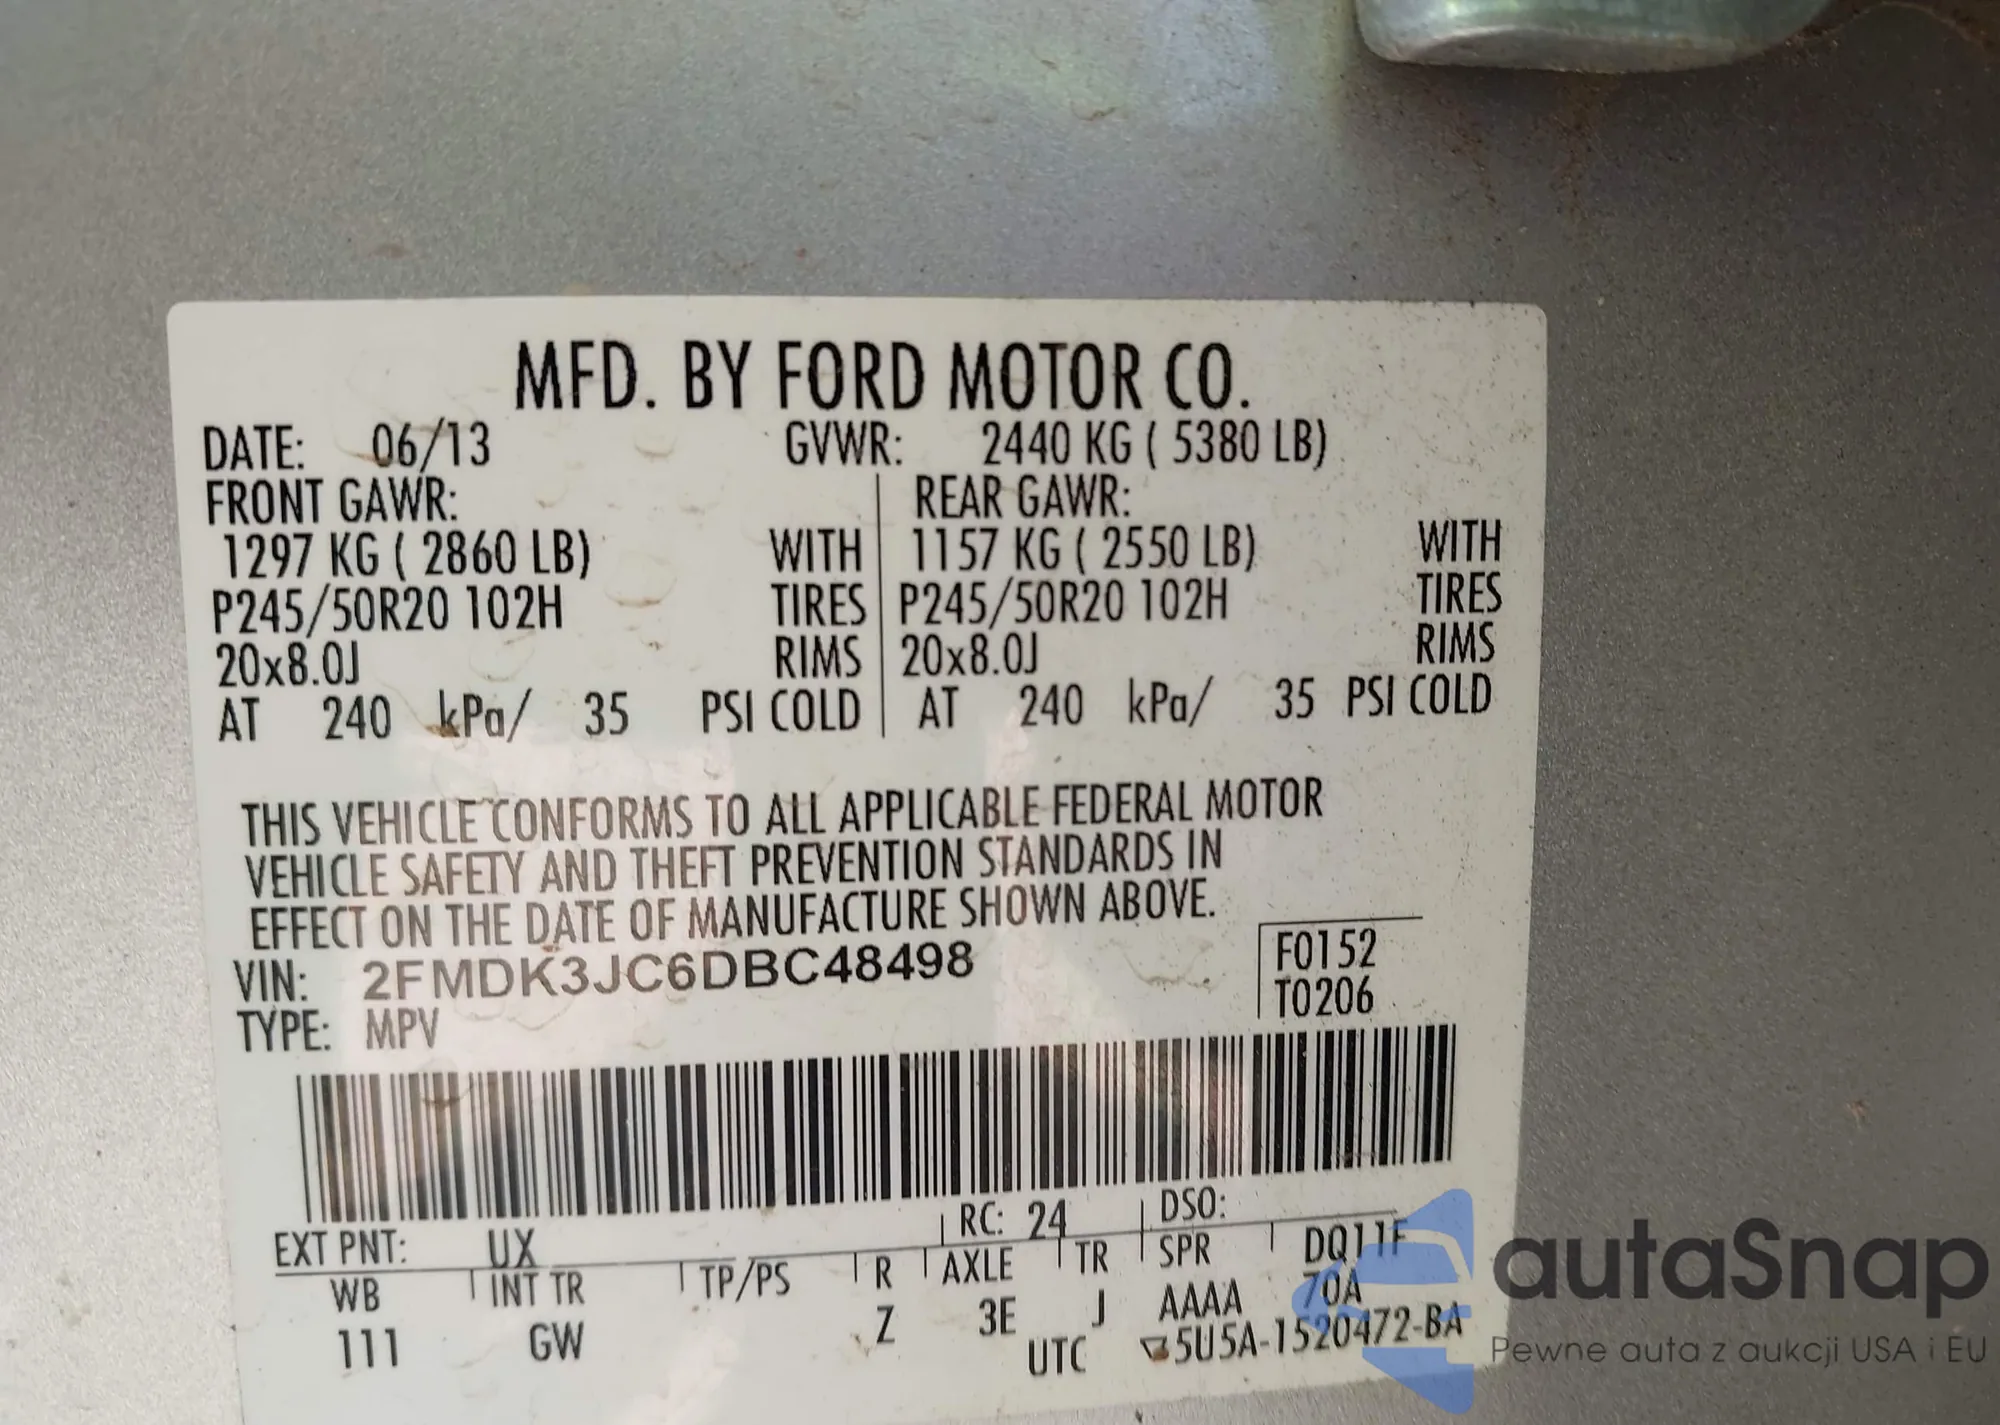 MFD. BY FORD MOTOR CO.
DATE: 06/13 GVWR: 2440 KG ( 5380 LB)
FRONT GAWR: REAR GAWR:
1297 KG ( 2860 LB) WITH 1157 KG ( 2550 LB) WITH
P245/50R20 102H TIRES P245/50R20 102H TIRES
20x8.0J RIMS 20x8.0J RIMS
AT 240 kPa/ 35 PSI COLD AT 240 kPa/ 35 PSI COLD
THIS VEHICLE CONFORMS TO ALL APPLICABLE FEDERAL MOTOR
VEHICLE SAFETY AND THEFT PREVENTION STANDARDS IN
EFFECT ON THE DATE OF MANUFACTURE SHOWN ABOVE.
VIN: 2FMDK3JC6DBC48498 F0152
TYPE: MPV T0206
EXT PNT: UX RC: 24 DSO:
WB INT TR TP/PS R AXLE TR SPR DQ11F
111 GW Z 3E J AAAA 70A
UTC 5U5A-1520472-BA
autaSnap
Pewne auta z aukcji USA i EU